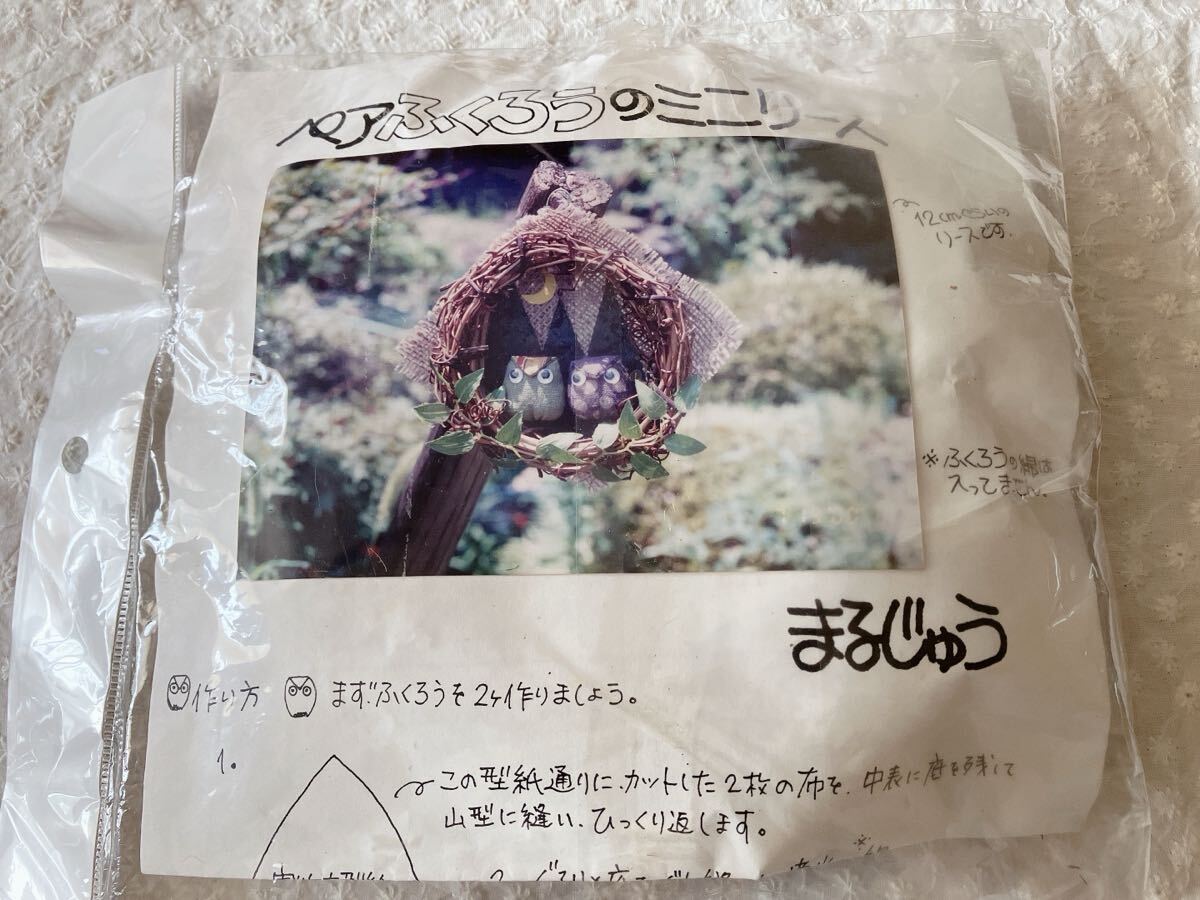 ペアふくろうのミニリース
12cmくらいの
リースです。
※ふくろうの綿は
入ってません。
まるじゅう
作り方 まずふくろうを2ヶ作りましょう。
1。
この型紙通りに、カットした2枚の布を、中表に底を残して
山型に縫い、ひっくり返します。